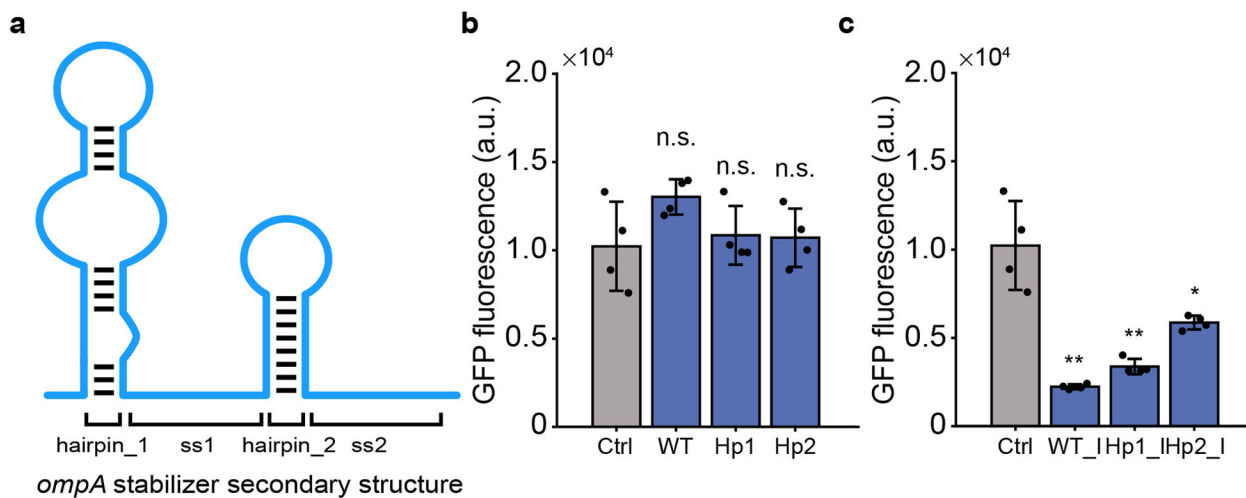 a
hairpin_1 ss1 hairpin_2 ss2
ompA stabilizer secondary structure
b
×10⁴
GFP fluorescence (a.u.)
2.0
1.5
1.0
0.5
0
n.s.
n.s.
n.s.
Ctrl WT Hp1 Hp2
c
×10⁴
GFP fluorescence (a.u.)
2.0
1.5
1.0
0.5
0
**
**
*
Ctrl WT_I Hp1_I Hp2_I